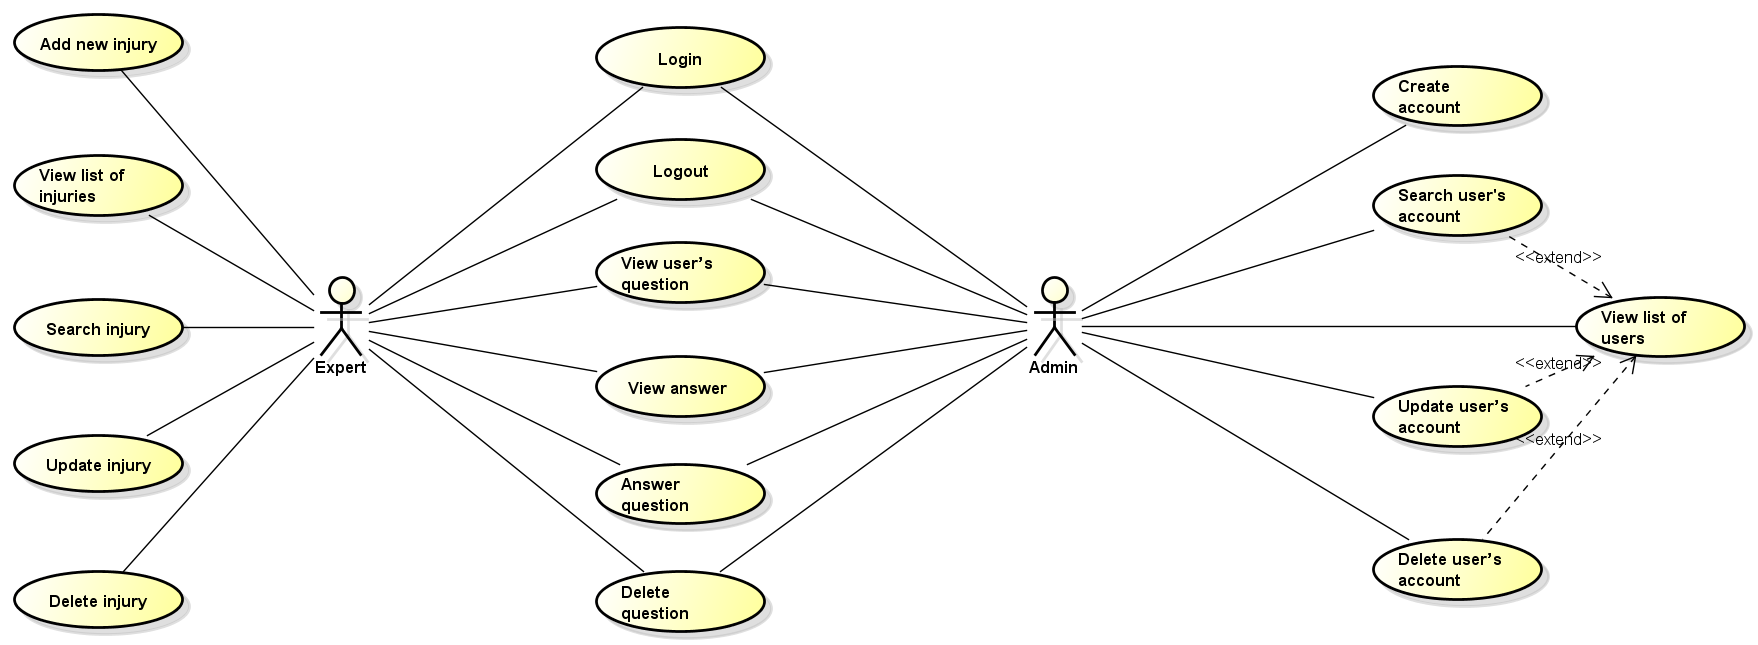 Add new injury
View list of
injuries
Search injury
Update injury
Delete injury
Expert
Login
Logout
View user’s
question
View answer
Answer
question
Delete
question
Admin
Create
account
Search user's
account
<<extend>>
View list of
users
<<extend>>
Update user’s
account
<<extend>>
Delete user’s
account